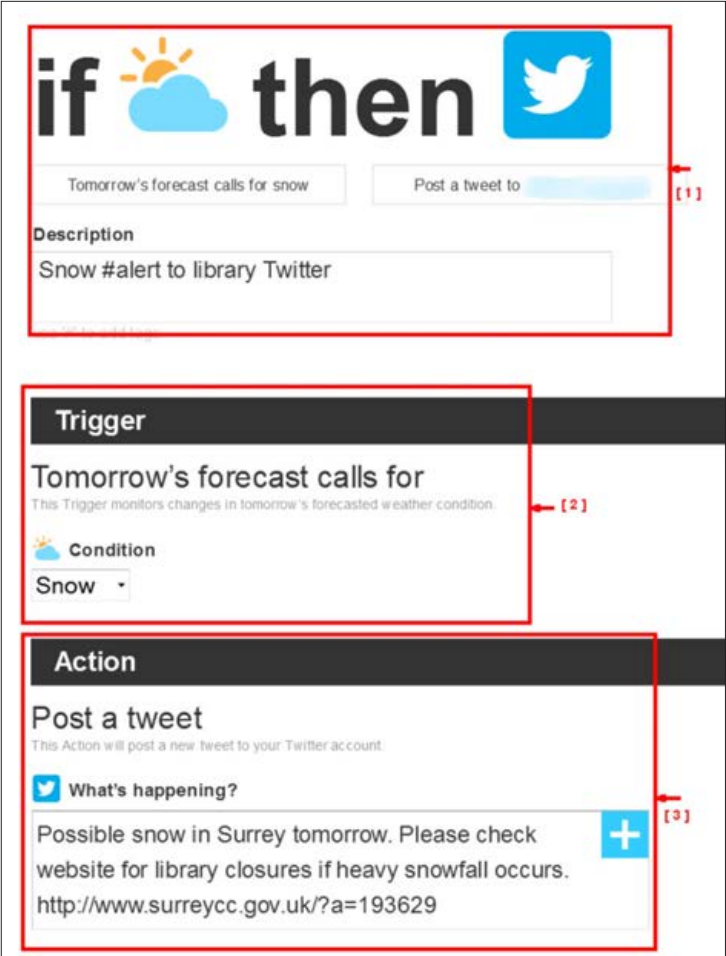 if then
Tomorrow's forecast calls for snow
Post a tweet to
[1]
Description
Snow #alert to library Twitter
to add tags
Trigger
Tomorrow's forecast calls for
This Trigger monitors changes in tomorrow's forecasted weather condition.
[2]
Condition
Snow
Action
Post a tweet
This Action will post a new tweet to your Twitter account.
What's happening?
[3]
Possible snow in Surrey tomorrow. Please check
website for library closures if heavy snowfall occurs.
http://www.surreycc.gov.uk/?a=193629